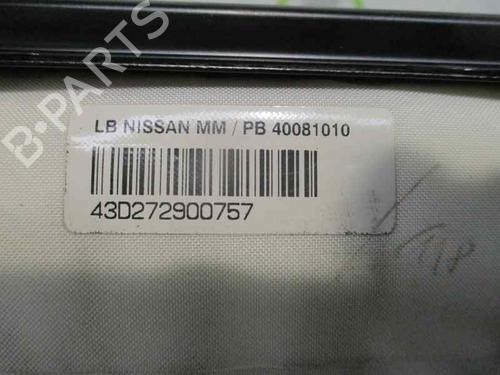 LB NISSAN MM / PB 40081010
43D272900757
B-PARTS